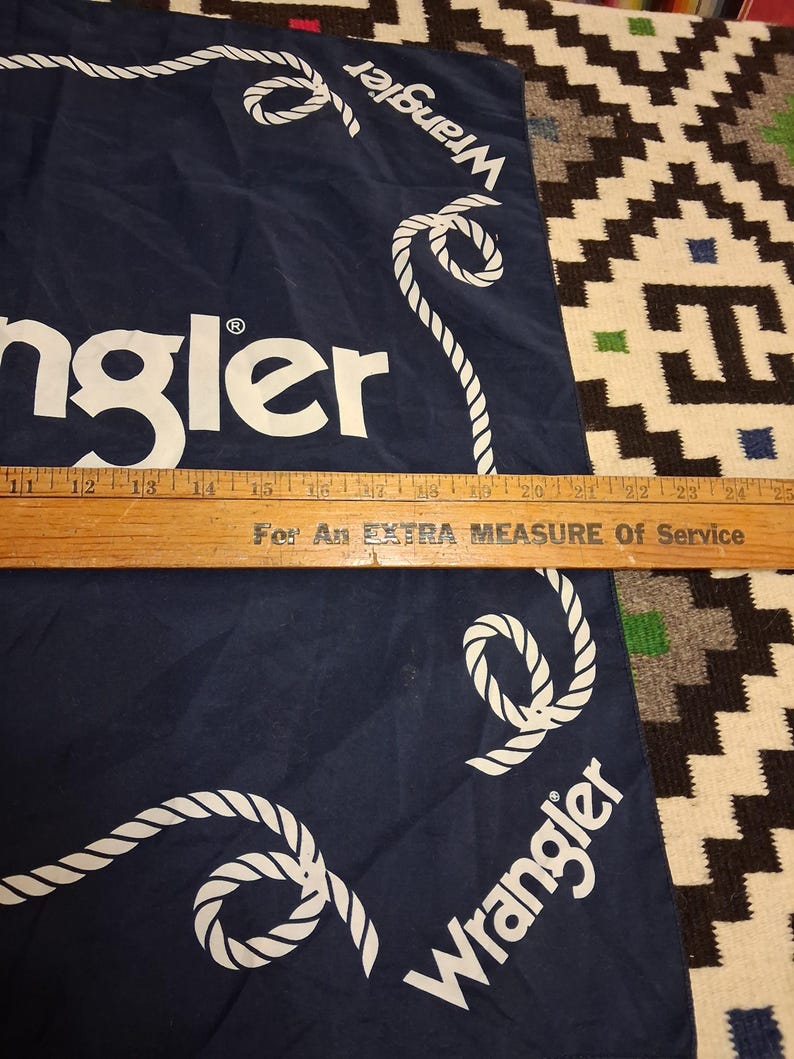 Wrangler
ngler®
11 12 13 14 15 16 17 18 19 20 21 22 23 24 25
For An EXTRA MEASURE Of Service
Wrangler®